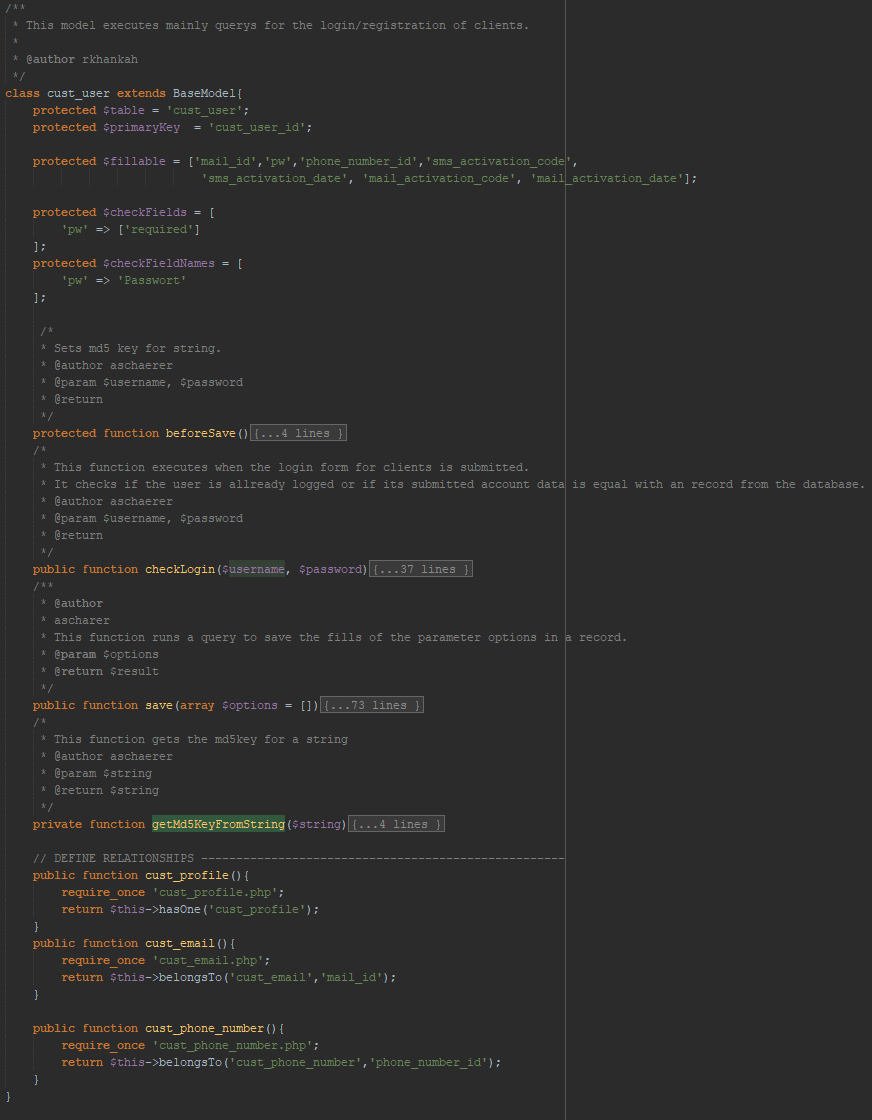 /**
 * This model executes mainly querys for the login/registration of clients.
 *
 * @author rkhankah
 */
class cust_user extends BaseModel{
    protected $table = 'cust_user';
    protected $primaryKey  = 'cust_user_id';

    protected $fillable = ['mail_id','pw','phone_number_id','sms_activation_code',
                            'sms_activation_date', 'mail_activation_code', 'mail_activation_date'];

    protected $checkFields = [
        'pw' => ['required']
    ];
    protected $checkFieldNames = [
        'pw' => 'Passwort'
    ];

     /*
     * Sets md5 key for string.
     * @author aschaerer
     * @param $username, $password
     * @return
     */
    protected function beforeSave(){...4 lines }
    /*
     * This function executes when the login form for clients is submitted.
     * It checks if the user is allready logged or if its submitted account data is equal with an record from the database.
     * @author aschaerer
     * @param $username, $password
     * @return
     */
    public function checkLogin($username, $password){...37 lines }
    /**
     * @author
     * ascharer
     * This function runs a query to save the fills of the parameter options in a record.
     * @param $options
     * @return $result
     */
    public function save(array $options = []){...73 lines }
    /*
     * This function gets the md5key for a string
     * @author aschaerer
     * @param $string
     * @return $string
     */
    private function getMd5KeyFromString($string){...4 lines }

    // DEFINE RELATIONSHIPS ----------------------------------------------------
    public function cust_profile(){
        require_once 'cust_profile.php';
        return $this->hasOne('cust_profile');
    }
    public function cust_email(){
        require_once 'cust_email.php';
        return $this->belongsTo('cust_email','mail_id');
    }

    public function cust_phone_number(){
        require_once 'cust_phone_number.php';
        return $this->belongsTo('cust_phone_number','phone_number_id');
    }
}